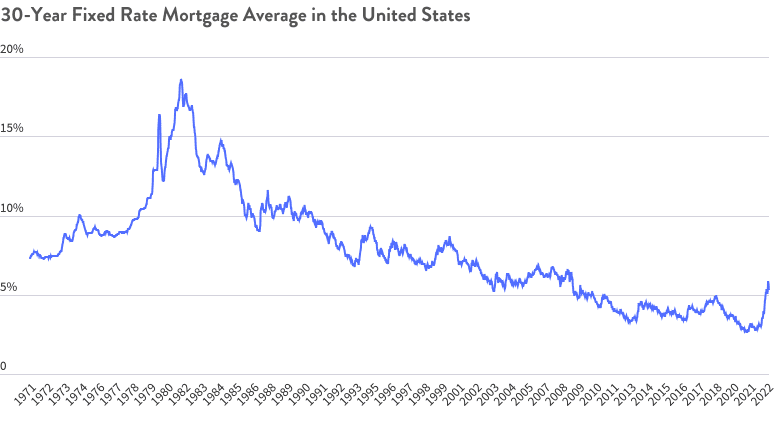 30-Year Fixed Rate Mortgage Average in the United States
20%
15%
10%
5%
0
1971 1972 1973 1974 1976 1977 1978 1979 1980 1982 1983 1984 1985 1986 1988 1989 1990 1991 1992 1993 1995 1996 1997 1998 1999 2001 2002 2003 2004 2005 2007 2008 2009 2010 2011 2013 2014 2015 2016 2017 2018 2020 2021 2022